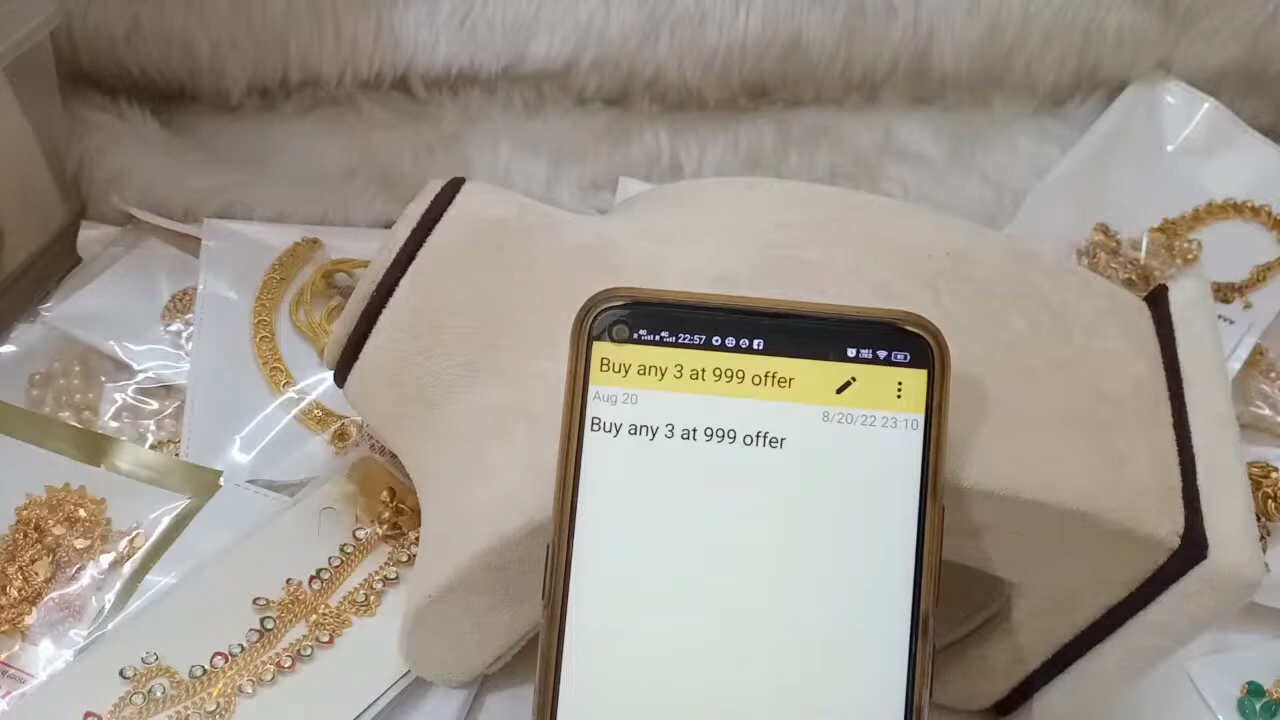 22:57
Buy any 3 at 999 offer
Aug 20
8/20/22 23:10
Buy any 3 at 999 offer